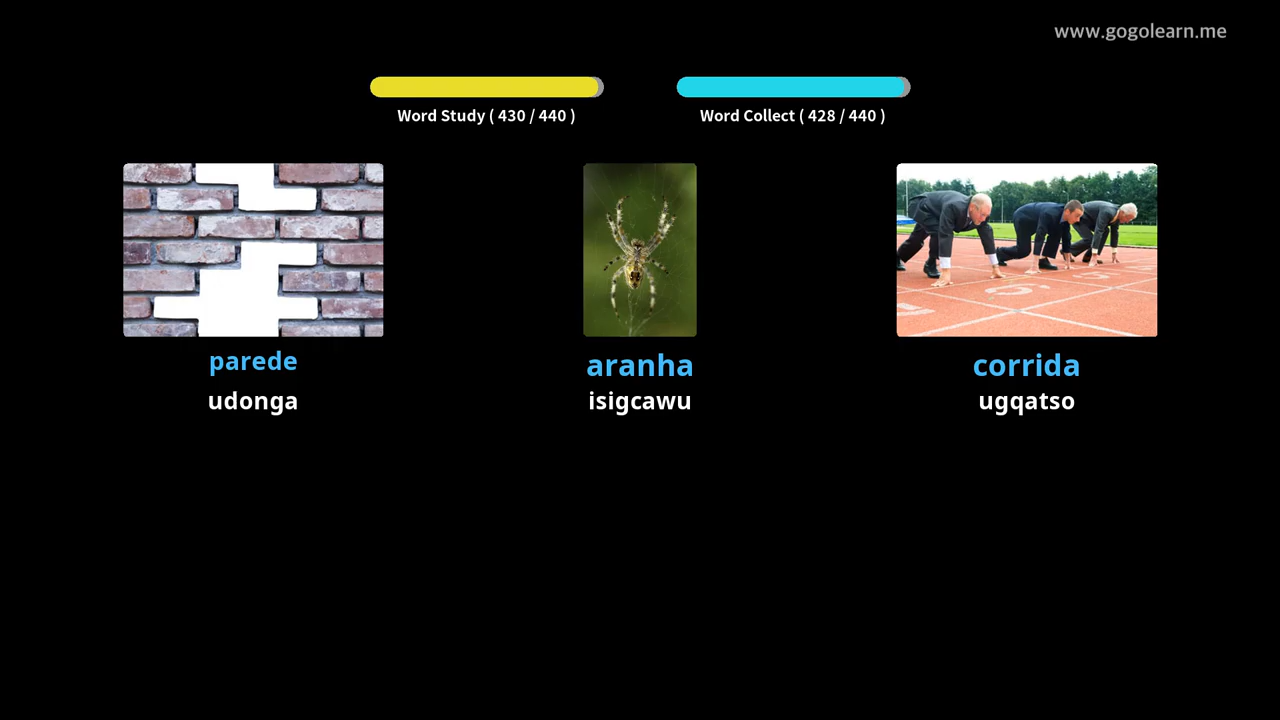 www.gogolearn.me
Word Study ( 430 / 440 )
Word Collect ( 428 / 440 )
parede
udonga
aranha
isigcawu
corrida
ugqatso